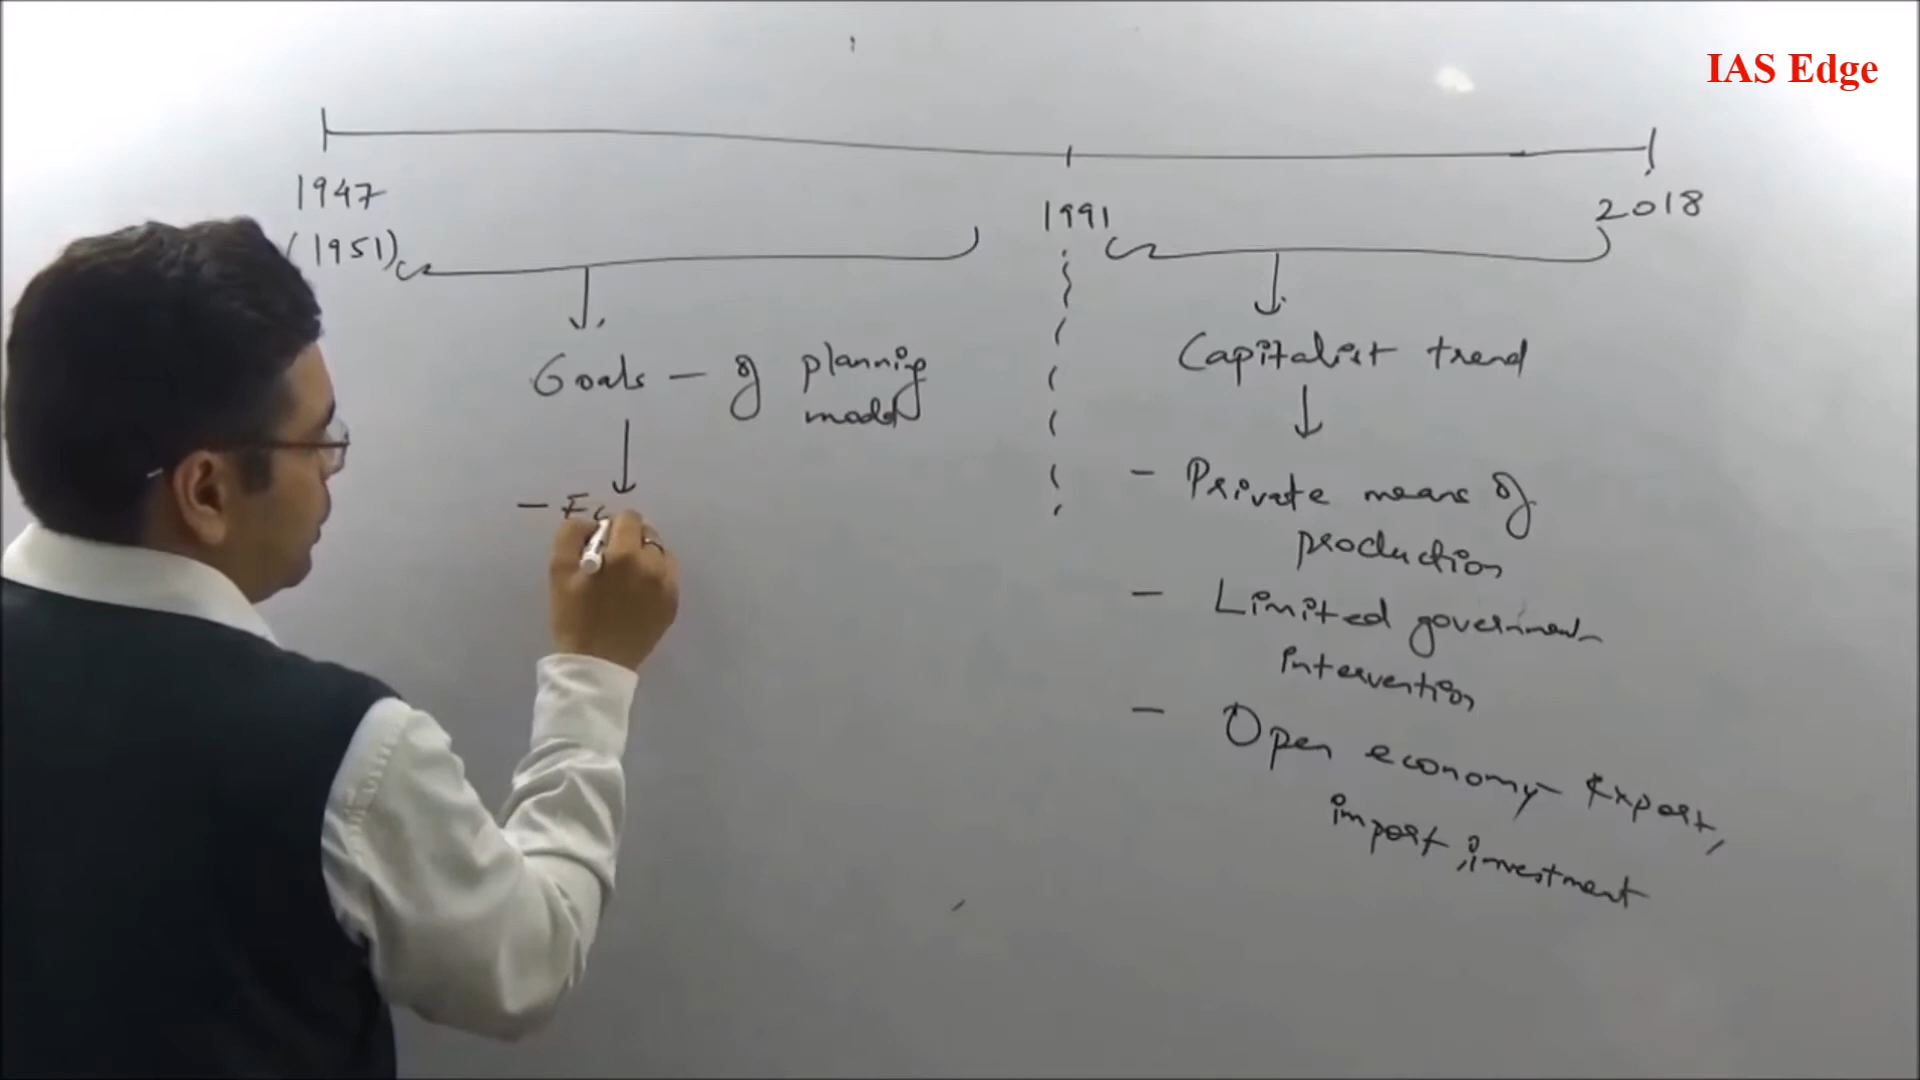 IAS Edge
1947
(1951)
1991
2018
Goals - of planning
model
Capitalist trend
- Private means of
production
- Limited government
intervention
- Open economy - Export,
import, investment